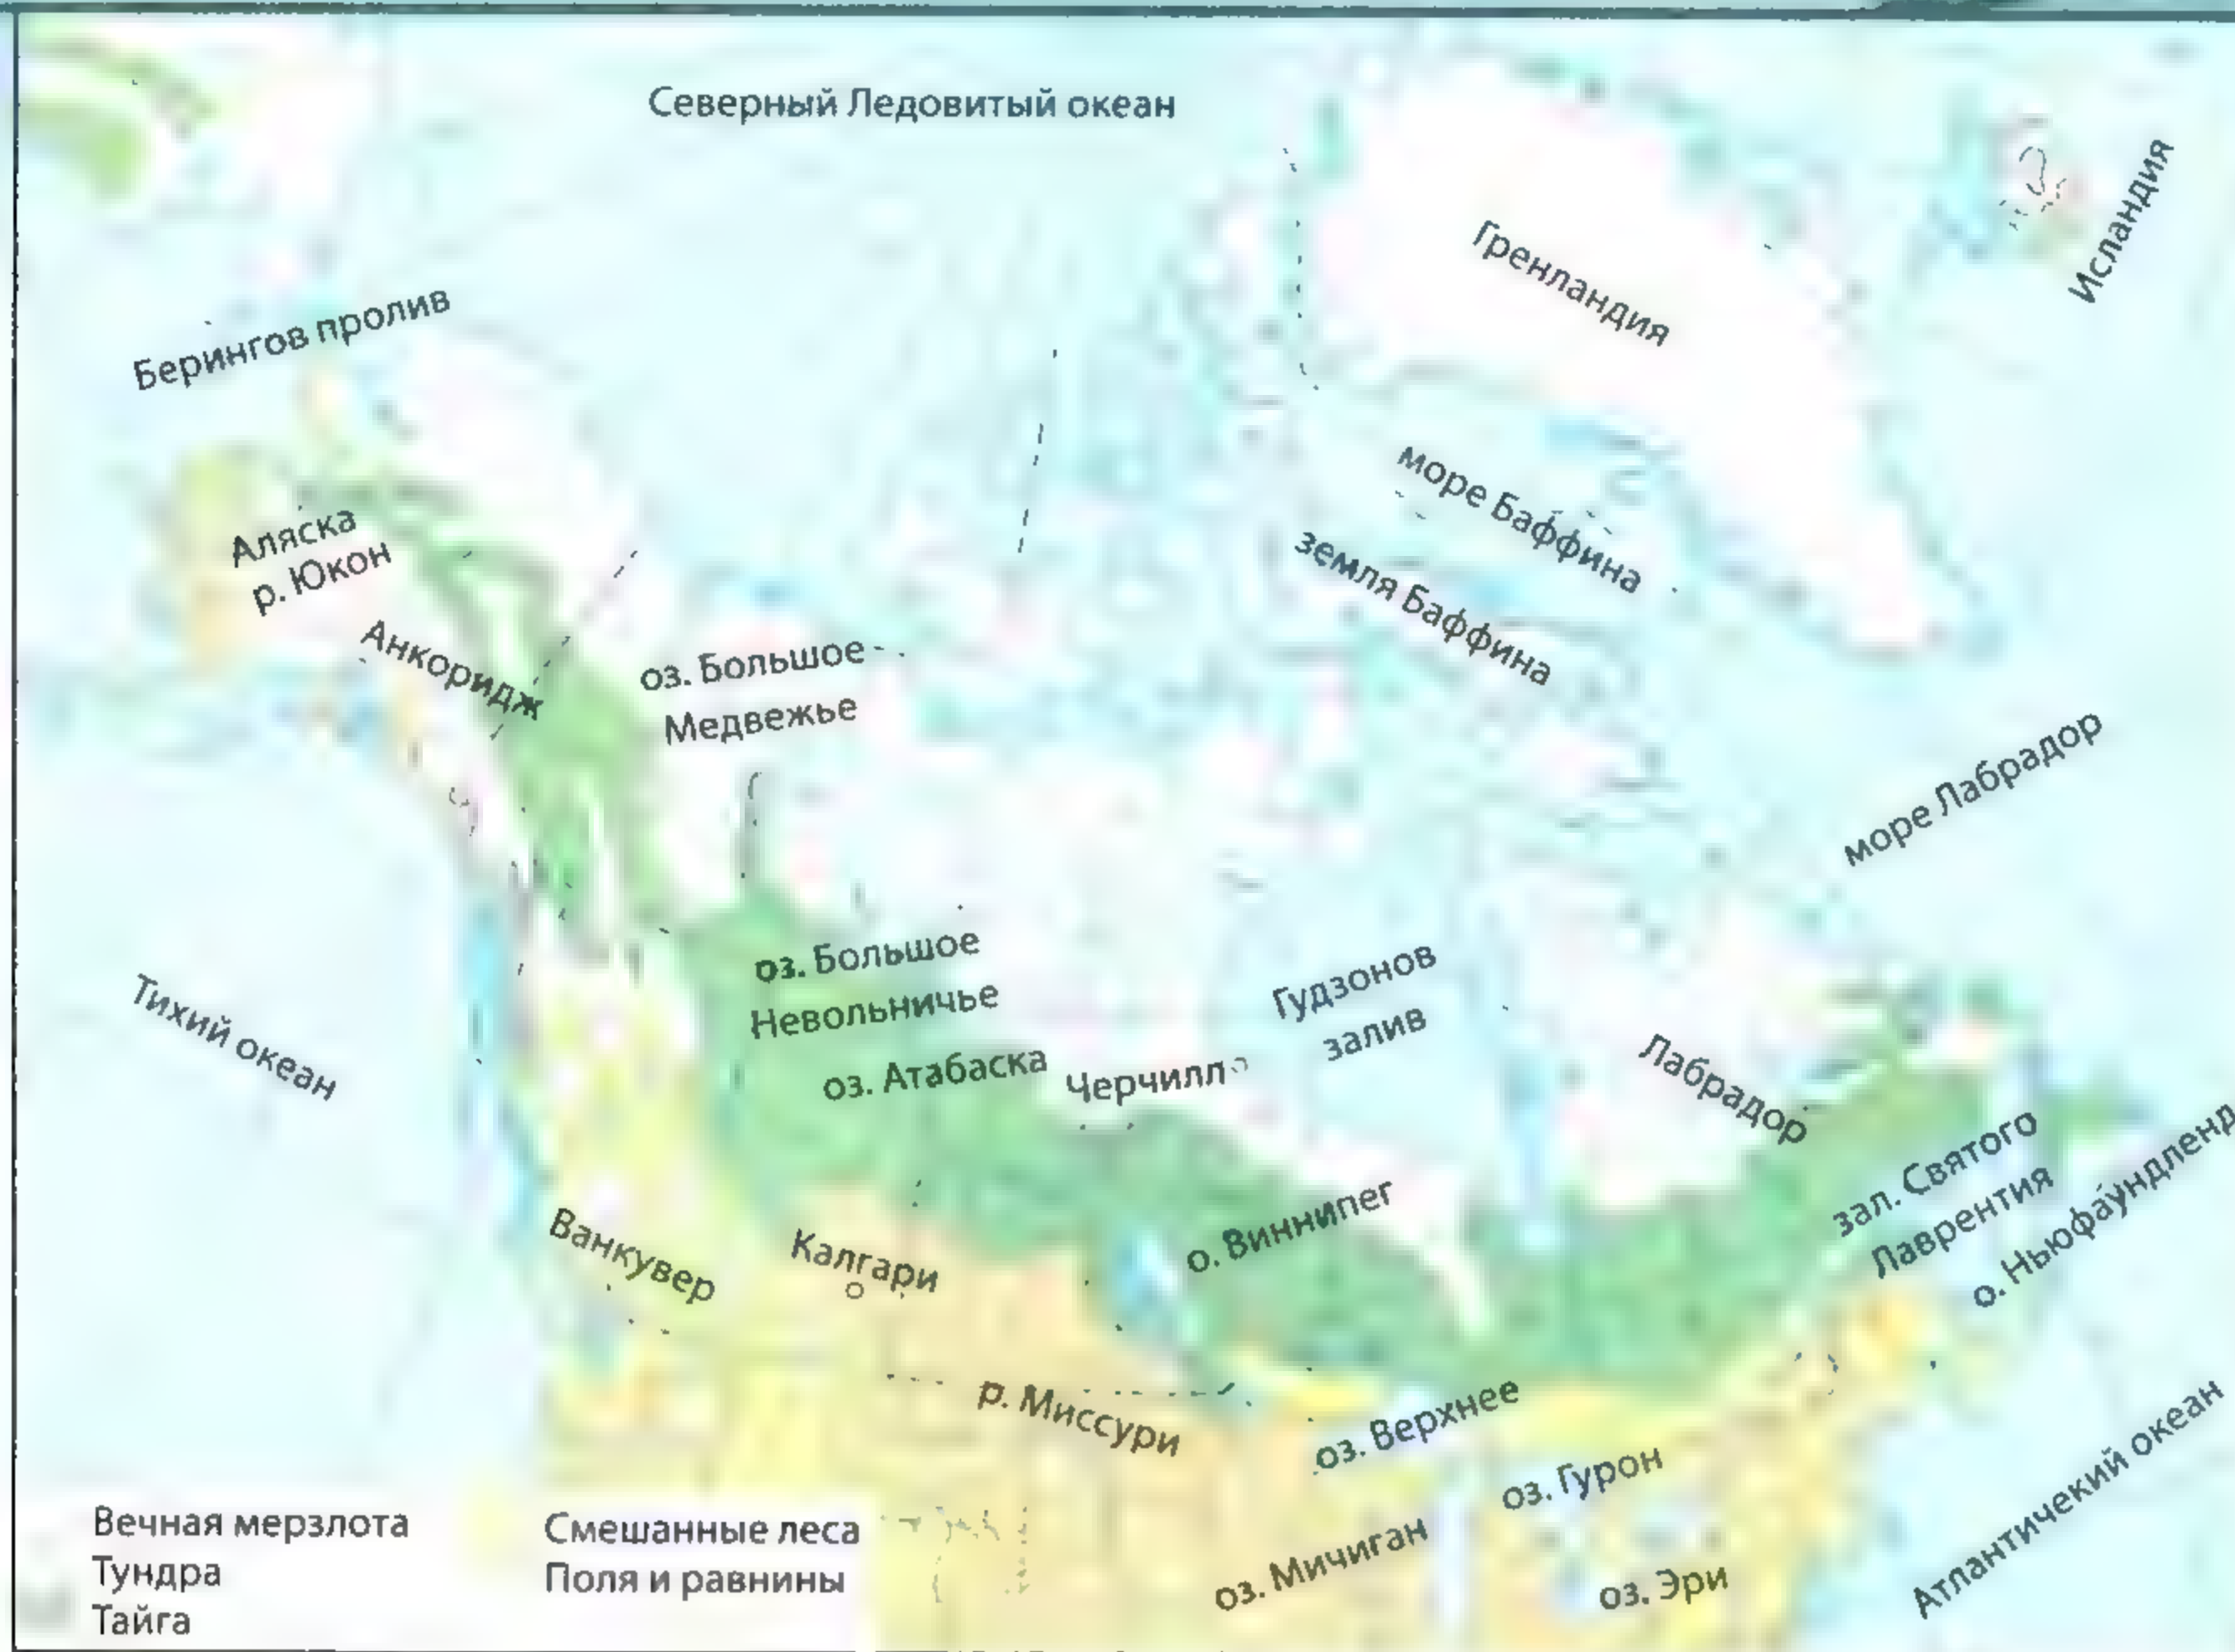 Северный Ледовитый океан
Исландия
Гренландия
Берингов пролив
море Баффина
земля Баффина
Аляска
р. Юкон
Анкоридж
оз. Большое
Медвежье
море Лабрадор
оз. Большое
Невольничье
Гудзонов
залив
Тихий океан
оз. Атабаска
Черчилл
Лабрадор
зал. Святого
Лаврентия
о. Ньюфаундленд
Ванкувер
Калгари
о. Виннипег
р. Миссури
оз. Верхнее
оз. Гурон
оз. Мичиган
оз. Эри
Атлантичекий океан
Вечная мерзлота
Тундра
Тайга
Смешанные леса
Поля и равнины